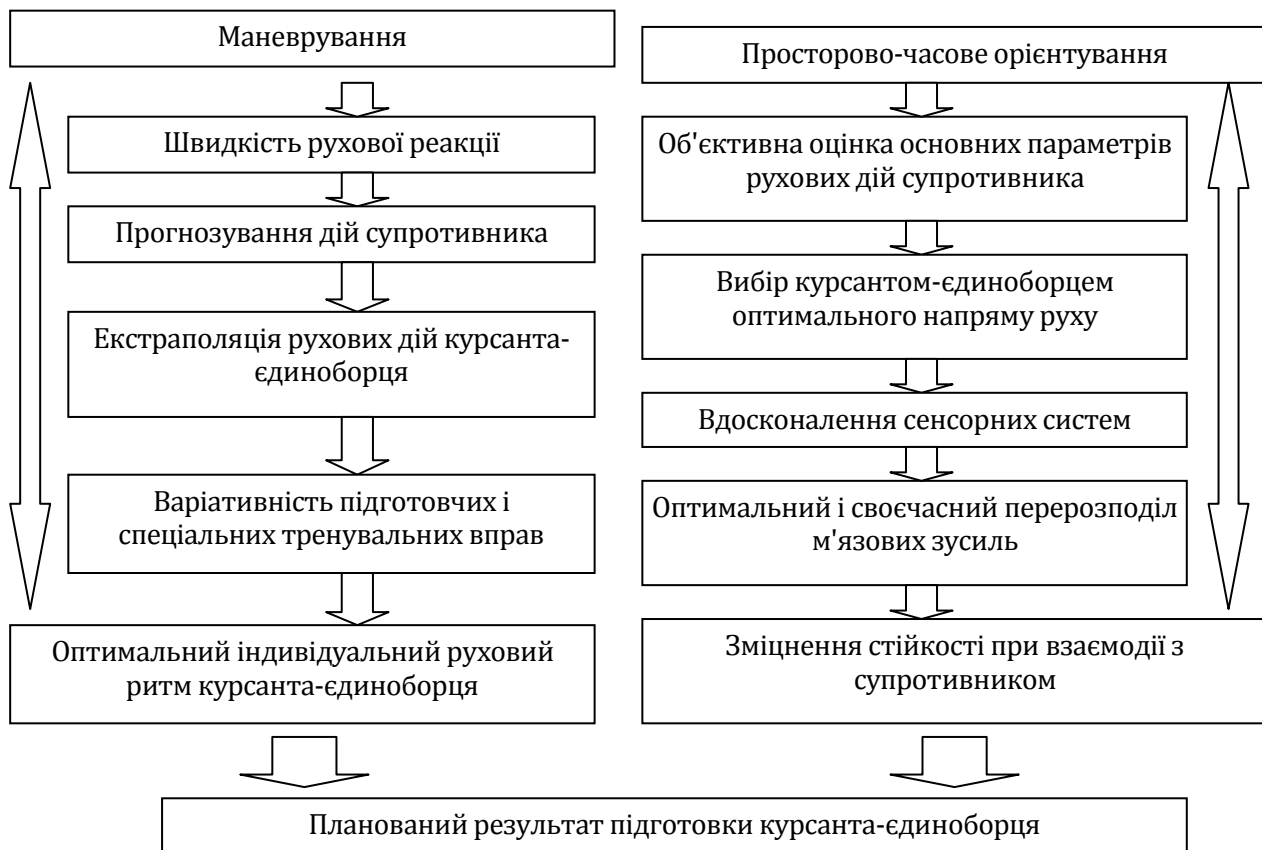 Маневрування
Швидкість рухової реакції
Прогнозування дій супротивника
Екстраполяція рухових дій курсанта-
єдиноборця
Варіативність підготовчих і
спеціальних тренувальних вправ
Оптимальний індивідуальний руховий
ритм курсанта-єдиноборця
Просторово-часове орієнтування
Об'єктивна оцінка основних параметрів
рухових дій супротивника
Вибір курсантом-єдиноборцем
оптимального напряму руху
Вдосконалення сенсорних систем
Оптимальний і своєчасний перерозподіл
м'язових зусиль
Зміцнення стійкості при взаємодії з
супротивником
Планований результат підготовки курсанта-єдиноборця